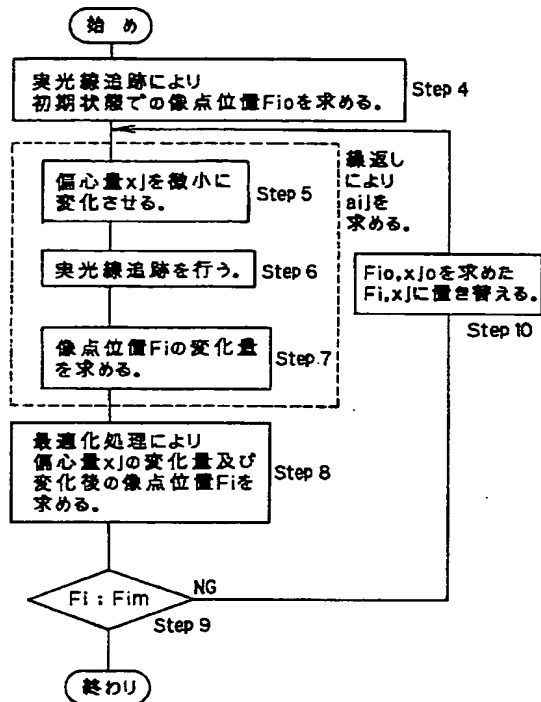 始め
実光線追跡により
初期状態での像点位置Fioを求める。
Step 4
繰返し
により
aijを
求める。
偏心量xjを微小に
変化させる。
Step 5
実光線追跡を行う。
Step 6
像点位置Fiの変化量
を求める。
Step 7
Fio,xjoを求めた
Fi,xjに置き替える。
Step 10
最適化処理により
偏心量xjの変化量及び
変化後の像点位置Fiを
求める。
Step 8
Fi : Fim
NG
Step 9
終わり